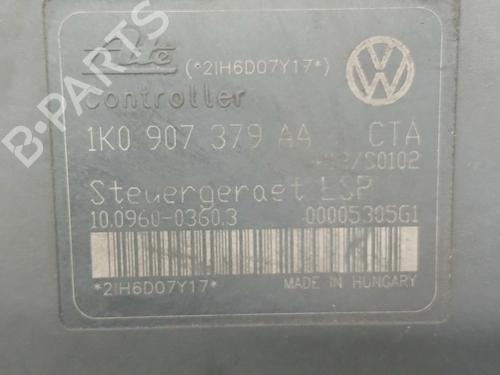 Ate (*2IH6D07Y17*)
Controller
1K0 907 379 AA CTA
Steuergeraet ESP
10.0960-0360.3 00005305G1
*2IH6D07Y17* MADE IN HUNGARY
B-PARTS